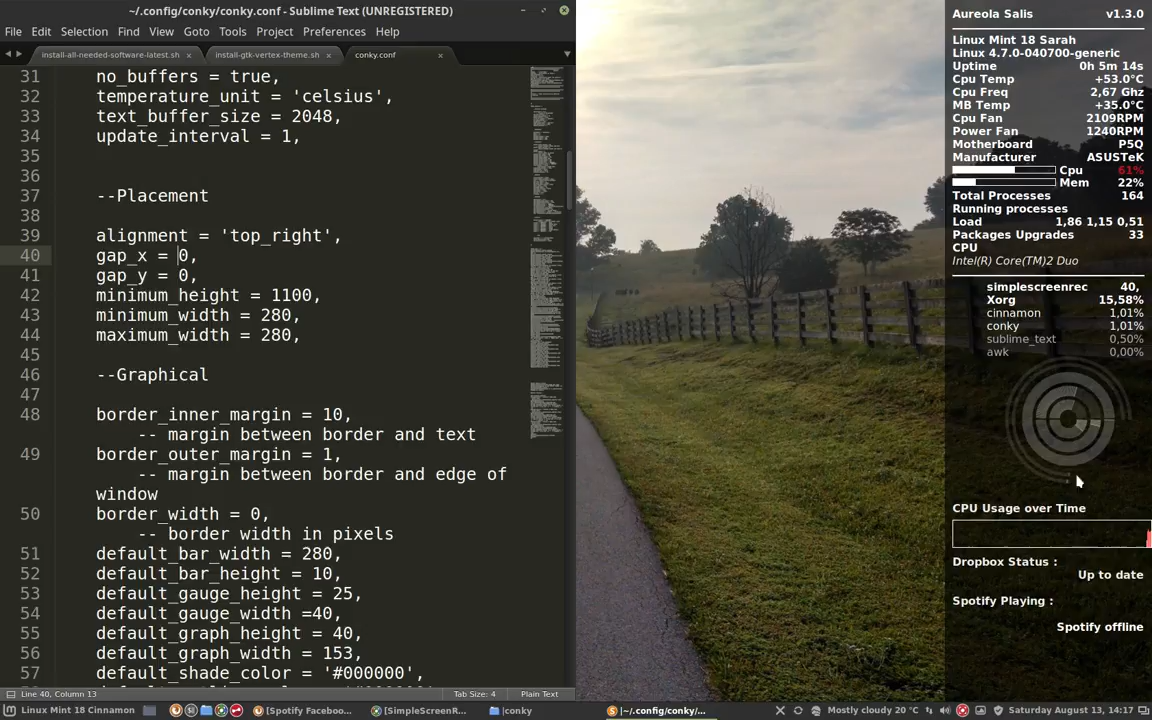 ~/.config/conky/conky.conf - Sublime Text (UNREGISTERED)
File Edit Selection Find View Goto Tools Project Preferences Help
install-all-needed-software-latest.sh × install-gtk-vertex-theme.sh × conky.conf ×
31 no_buffers = true,
32 temperature_unit = 'celsius',
33 text_buffer_size = 2048,
34 update_interval = 1,
35
36
37 --Placement
38
39 alignment = 'top_right',
40 gap_x = 0,
41 gap_y = 0,
42 minimum_height = 1100,
43 minimum_width = 280,
44 maximum_width = 280,
45
46 --Graphical
47
48 border_inner_margin = 10,
-- margin between border and text
49 border_outer_margin = 1,
-- margin between border and edge of
window
50 border_width = 0,
-- border width in pixels
51 default_bar_width = 280,
52 default_bar_height = 10,
53 default_gauge_height = 25,
54 default_gauge_width =40,
55 default_graph_height = 40,
56 default_graph_width = 153,
57 default_shade_color = '#000000',
Line 40, Column 13 Tab Size: 4 Plain Text
Aureola Salis v1.3.0
Linux Mint 18 Sarah
Linux 4.7.0-040700-generic
Uptime 0h 5m 14s
Cpu Temp +53.0°C
Cpu Freq 2,67 Ghz
MB Temp +35.0°C
Cpu Fan 2109RPM
Power Fan 1240RPM
Motherboard P5Q
Manufacturer ASUSTeK
Cpu 61%
Mem 22%
Total Processes 164
Running processes
Load 1,86 1,15 0,51
Packages Upgrades 33
CPU
Intel(R) Core(TM)2 Duo
simplescreenrec 40,
Xorg 15,58%
cinnamon 1,01%
conky 1,01%
sublime_text 0,50%
awk 0,00%
CPU Usage over Time
Dropbox Status :
Up to date
Spotify Playing :
Spotify offline
Linux Mint 18 Cinnamon [Spotify Faceboo... [SimpleScreenR... |conky |~/.config/conky/... Mostly cloudy 20 °C Saturday August 13, 14:17